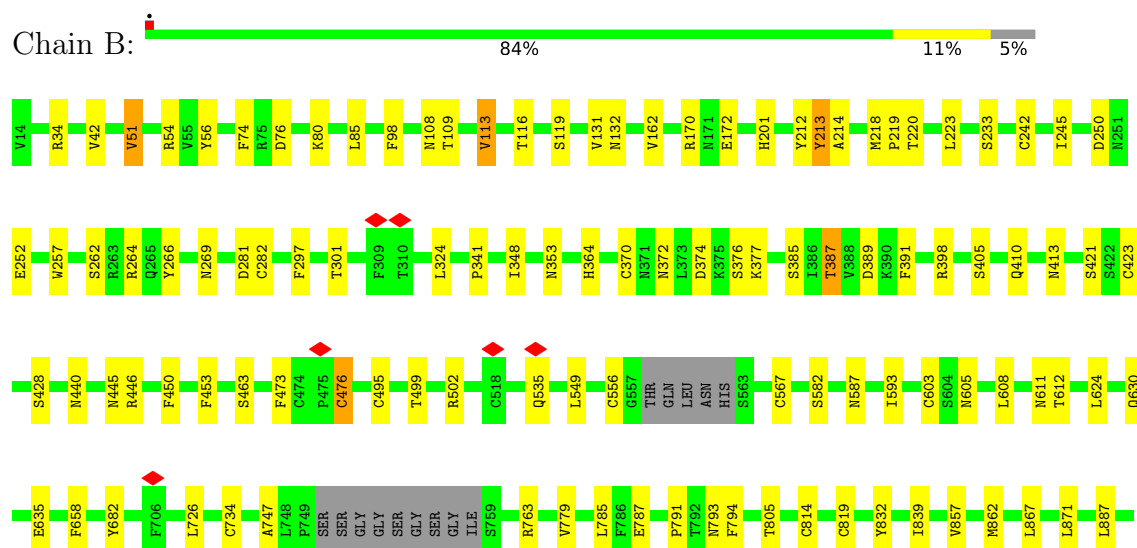 Chain B:
84% 11% 5%
V14 R34 V42 V51 R54 V55 Y56 F74 R75 D76 K80 L85 F98 N108 T109 V113 T116 S119 V131 N132 V162 R170 N171 E172 H201 Y212 Y213 A214 M218 P219 T220 L223 S233 C242 I245 D250 N251
E252 W257 S262 R263 R264 Q265 Y266 N269 D281 C282 F297 T301 F309 T310 L324 P341 I348 N353 H364 C370 N371 N372 L373 D374 K375 S376 K377 S385 I386 T387 V388 D389 K390 F391 R398 S405 Q410 N413 S421 S422 C423
S428 N440 N445 R446 F450 F453 S463 F473 C474 P475 C476 C495 T499 R502 C518 Q535 L549 C556 G557 THR GLN LEU ASN HIS S563 C567 S582 N587 I593 C603 S604 N605 L608 N611 T612 L624 Q630
E635 F658 Y682 F706 L726 C734 A747 L748 P749 SER SER GLY GLY SER GLY SER GLY ILE S759 R763 V779 L785 F786 E787 P791 T792 N793 F794 T805 C814 C819 Y832 I839 V857 M862 L867 L871 L887